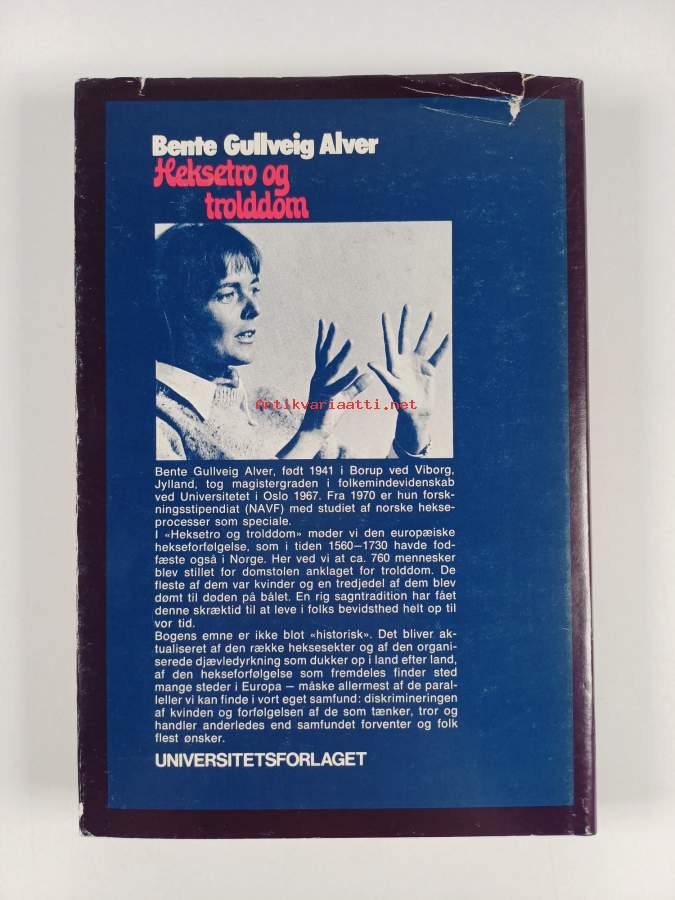 Bente Gullveig Alver
Heksetro og
trolddom
Antikvariaatti.net
Bente Gullveig Alver, født 1941 i Borup ved Viborg,
Jylland, tog magistergraden i folkemindevidenskab
ved Universitetet i Oslo 1967. Fra 1970 er hun forsk-
ningsstipendiat (NAVF) med studiet af norske hekse-
processer som speciale.
I «Heksetro og trolddom» møder vi den europæiske
hekseforfølgelse, som i tiden 1560—1730 havde fod-
fæste også i Norge. Her ved vi at ca. 760 mennesker
blev stillet for domstolen anklaget for trolddom. De
fleste af dem var kvinder og en tredjedel af dem blev
dømt til døden på bålet. En rig sagntradition har fået
denne skræktid til at leve i folks bevidsthed helt op til
vor tid.
Bogens emne er ikke blot «historisk». Det bliver ak-
tualiseret af den række heksesekter og af den organi-
serede djævledyrkning som dukker op i land efter land,
af den hekseforfølgelse som fremdeles finder sted
mange steder i Europa — måske allermest af de paral-
leller vi kan finde i vort eget samfund: diskrimineringen
af kvinden og forfølgelsen af de som tænker, tror og
handler anderledes end samfundet forventer og folk
flest ønsker.
UNIVERSITETSFORLAGET